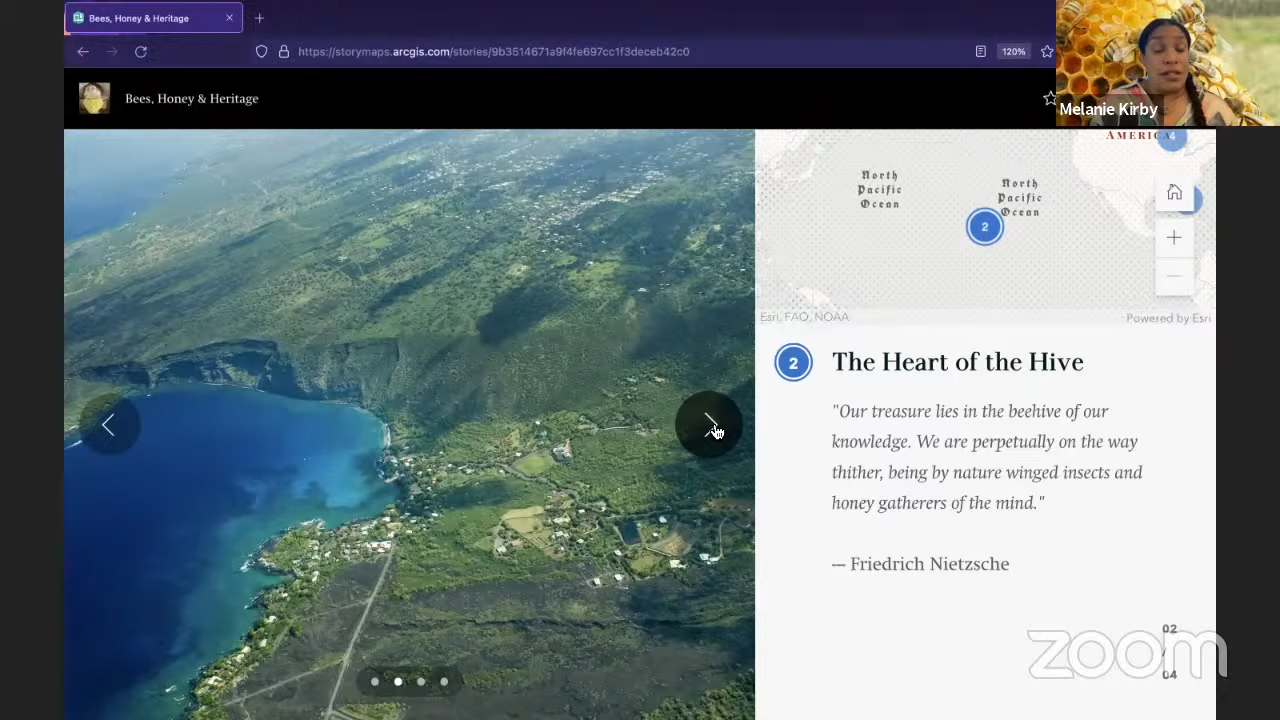 Bees, Honey & Heritage
https://storymaps.arcgis.com/stories/9b3514671a9f4fe697cc1f3deceb42c0
120%
Bees, Honey & Heritage
Melanie Kirby
AMERICA
4
North
Pacific
Ocean
North
Pacific
Ocean
2
Esri, FAO, NOAA
Powered by Esri
2
The Heart of the Hive
"Our treasure lies in the beehive of our
knowledge. We are perpetually on the way
thither, being by nature winged insects and
honey gatherers of the mind."
— Friedrich Nietzsche
02
/
04
zoom